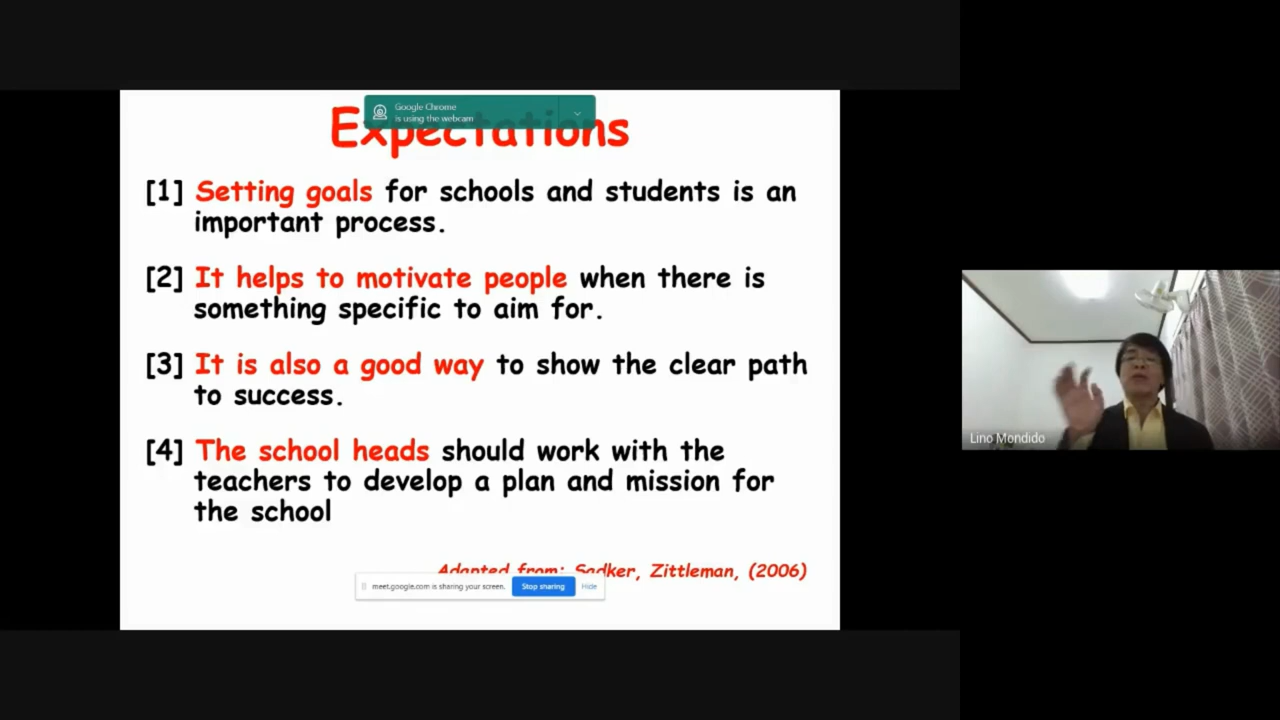 Google Chrome
is using the webcam
Expectations
[1] Setting goals for schools and students is an
important process.
[2] It helps to motivate people when there is
something specific to aim for.
[3] It is also a good way to show the clear path
to success.
[4] The school heads should work with the
teachers to develop a plan and mission for
the school
Adapted from: Sadker, Zittleman, (2006)
meet.google.com is sharing your screen. Stop sharing Hide
Lino Mondido